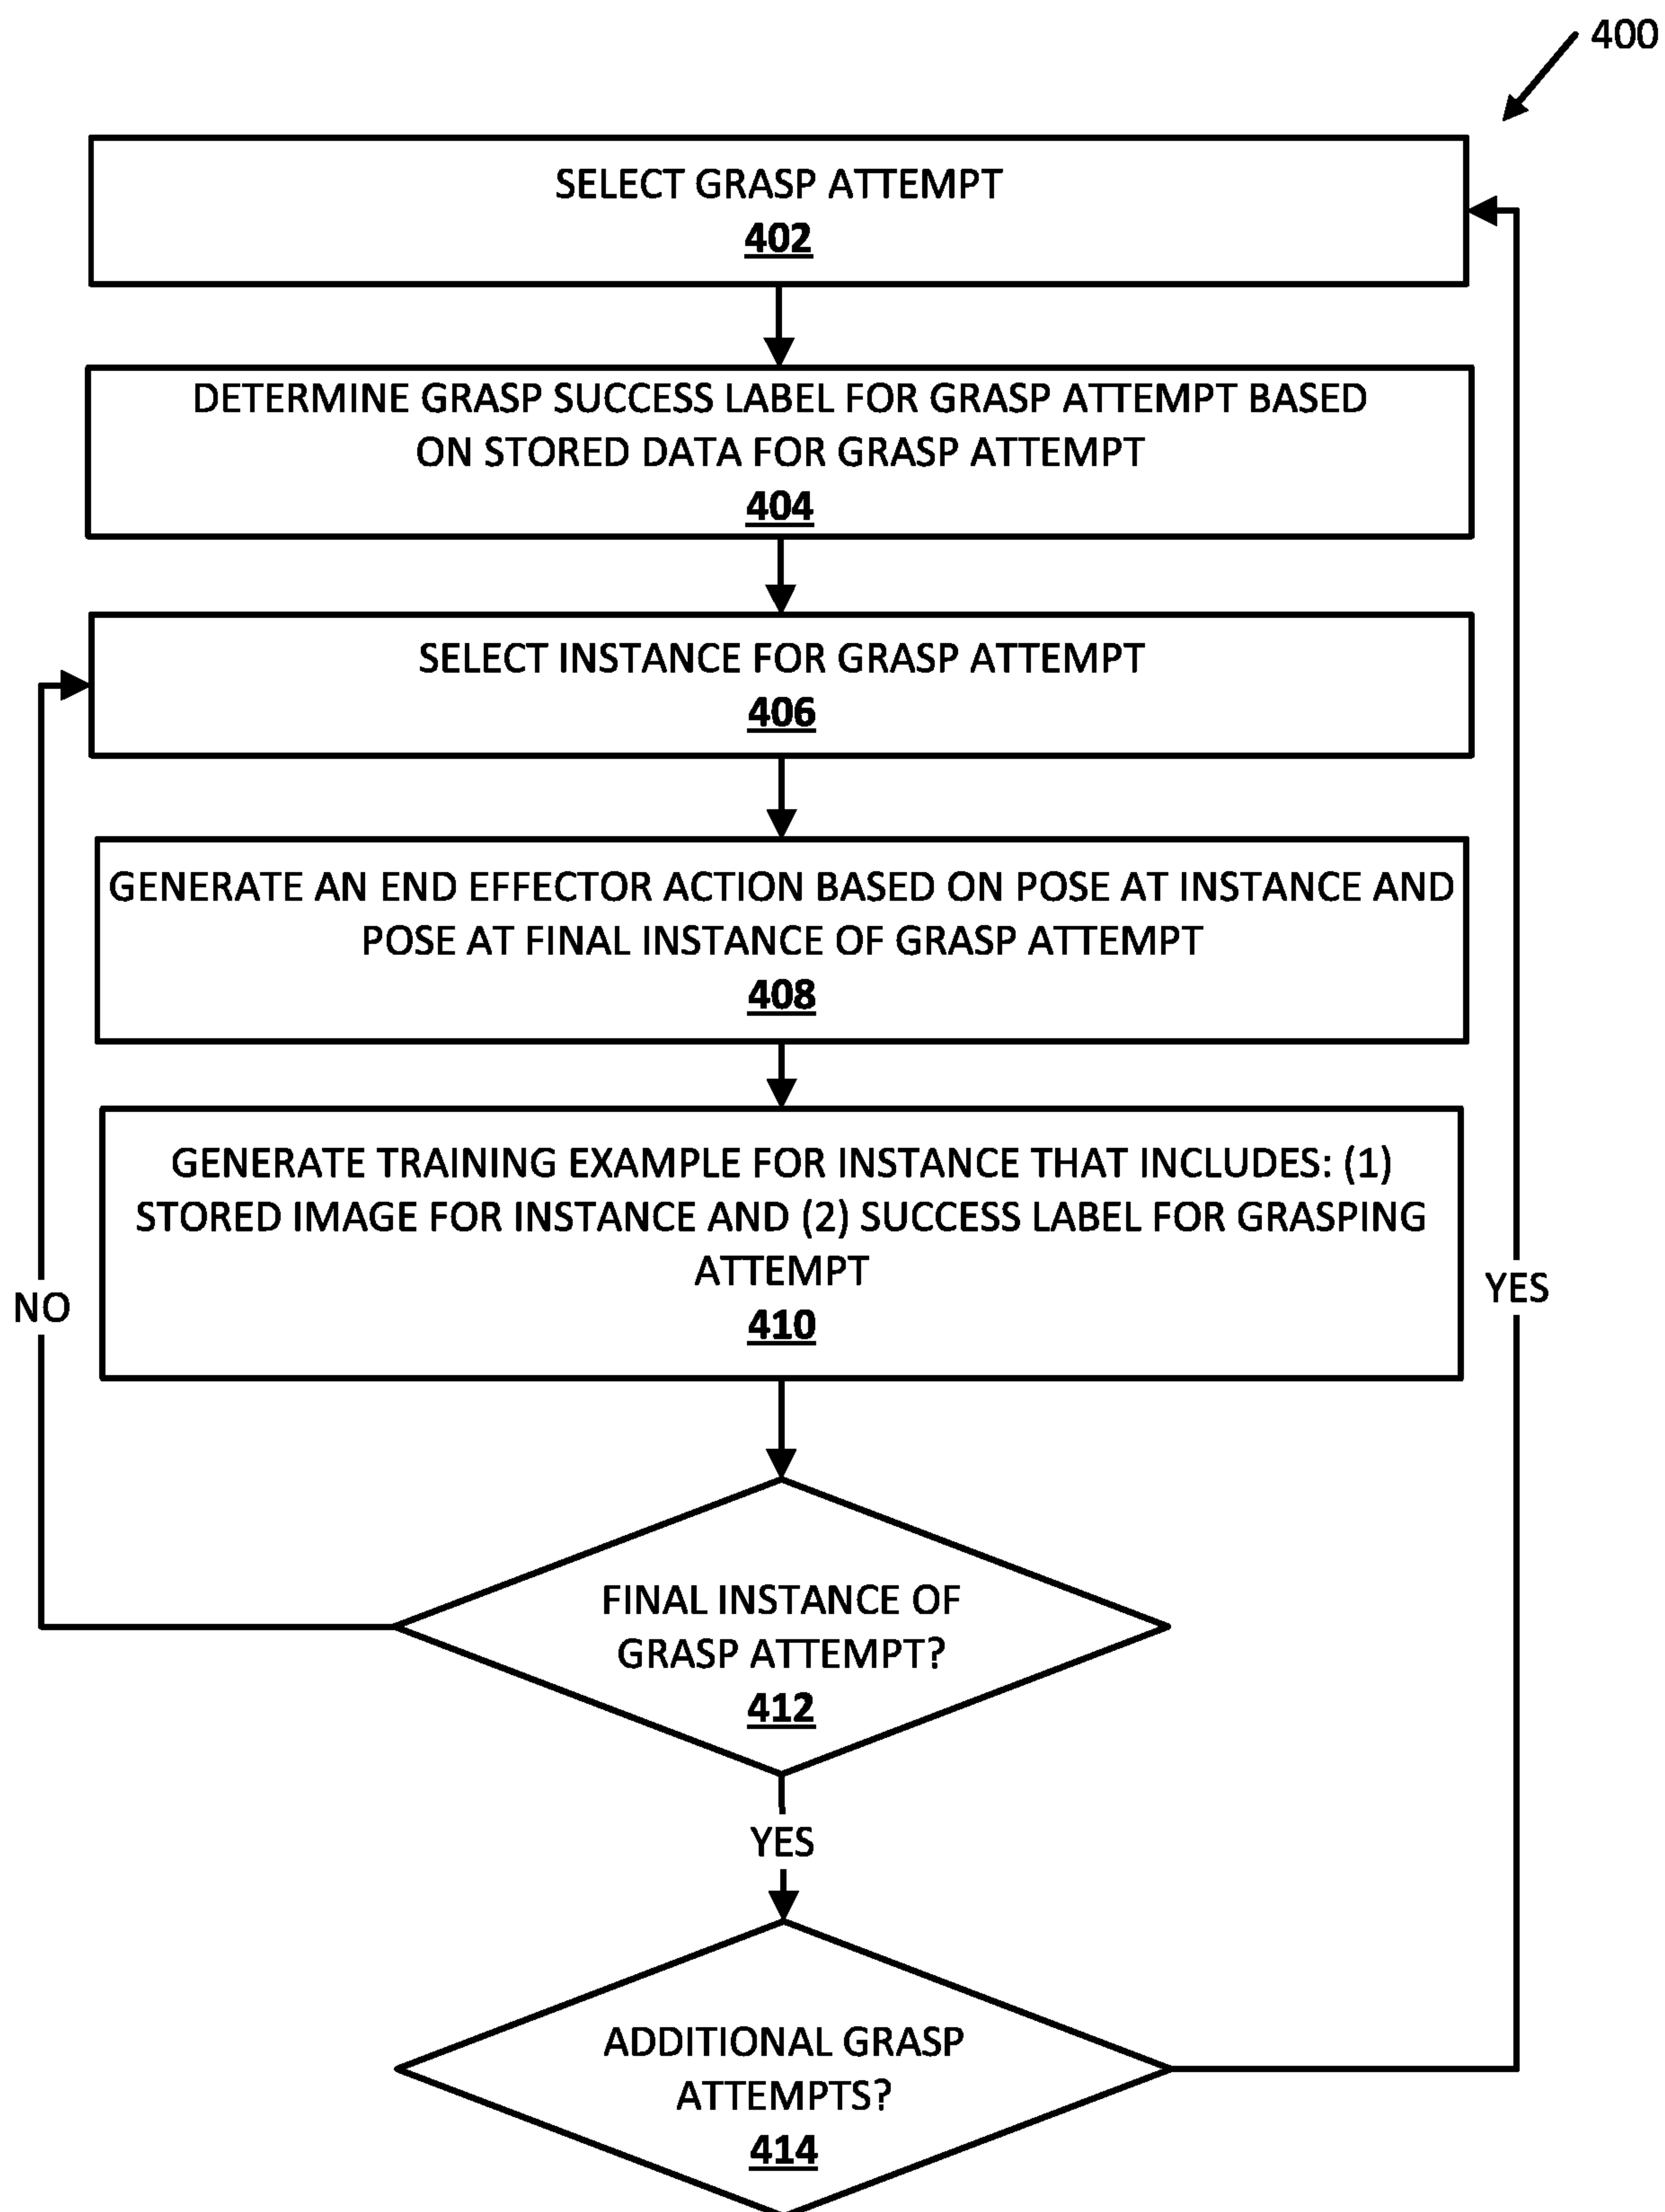 400
SELECT GRASP ATTEMPT
402
DETERMINE GRASP SUCCESS LABEL FOR GRASP ATTEMPT BASED
ON STORED DATA FOR GRASP ATTEMPT
404
SELECT INSTANCE FOR GRASP ATTEMPT
406
GENERATE AN END EFFECTOR ACTION BASED ON POSE AT INSTANCE AND
POSE AT FINAL INSTANCE OF GRASP ATTEMPT
408
GENERATE TRAINING EXAMPLE FOR INSTANCE THAT INCLUDES: (1)
STORED IMAGE FOR INSTANCE AND (2) SUCCESS LABEL FOR GRASPING
ATTEMPT
410
NO
YES
FINAL INSTANCE OF
GRASP ATTEMPT?
412
YES
ADDITIONAL GRASP
ATTEMPTS?
414